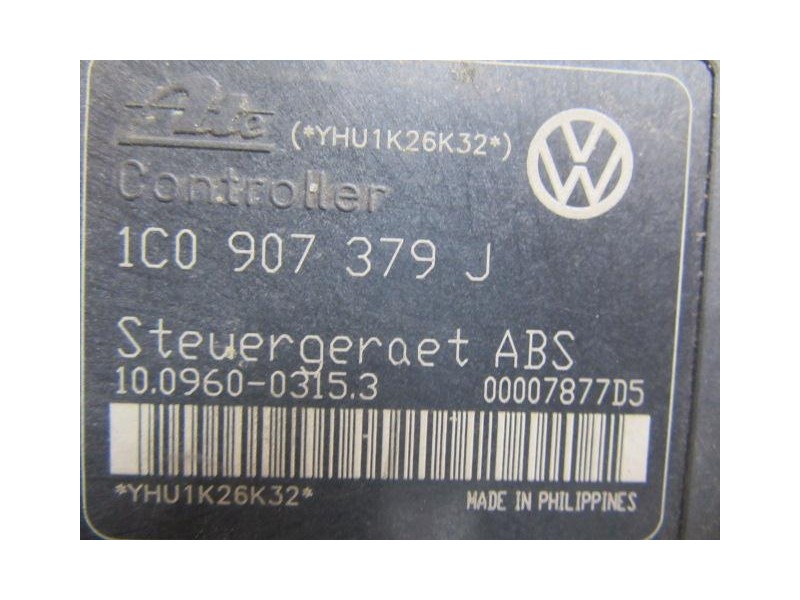 Ate (*YHU1K26K32*)
Controller
1C0 907 379 J
Steuergeraet ABS
10.0960-0315.3 00007877D5
*YHU1K26K32* MADE IN PHILIPPINES